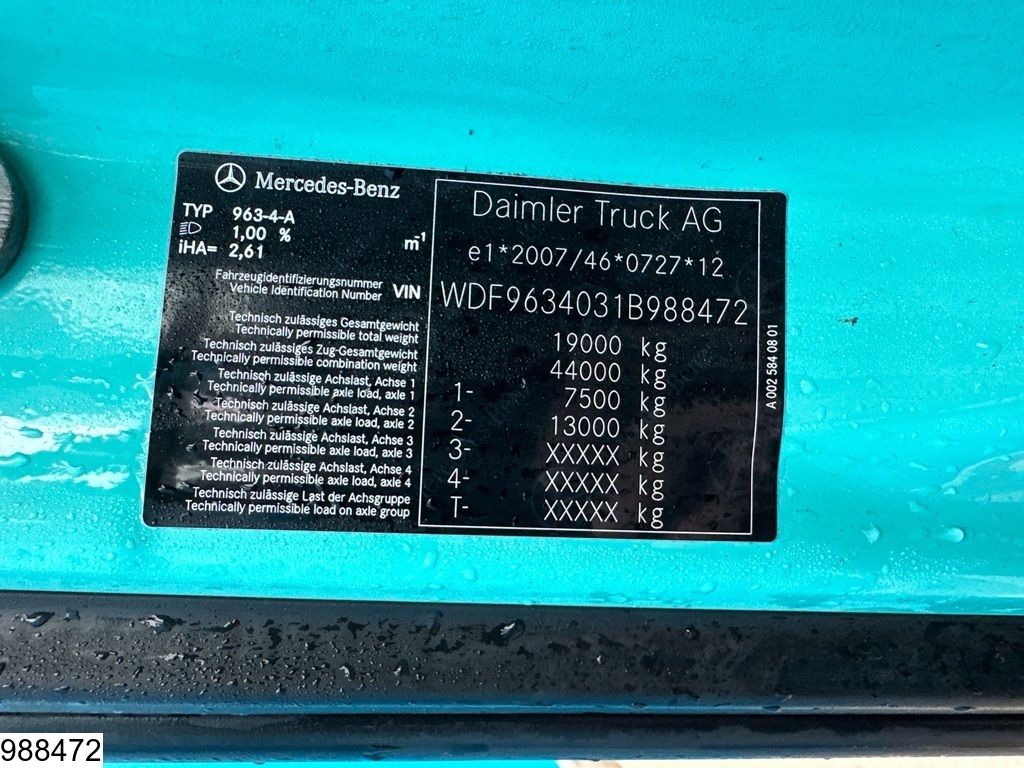 Mercedes-Benz
TYP 963-4-A
1,00 %
iHA= 2,61 m-1
Fahrzeugidentifizierungsnummer
Vehicle Identification Number VIN
Technisch zulässiges Gesamtgewicht
Technically permissible total weight
Technisch zulässiges Zug-Gesamtgewicht
Technically permissible combination weight
Technisch zulässige Achslast, Achse 1
Technically permissible axle load, axle 1
Technisch zulässige Achslast, Achse 2
Technically permissible axle load, axle 2
Technisch zulässige Achslast, Achse 3
Technically permissible axle load, axle 3
Technisch zulässige Achslast, Achse 4
Technically permissible axle load, axle 4
Technisch zulässige Last der Achsgruppe
Technically permissible load on axle group
Daimler Truck AG
e1*2007/46*0727*12
WDF9634031B988472
19000 kg
44000 kg
1- 7500 kg
2- 13000 kg
3- XXXXX kg
4- XXXXX kg
T- XXXXX kg
A 002 584 08 01
988472